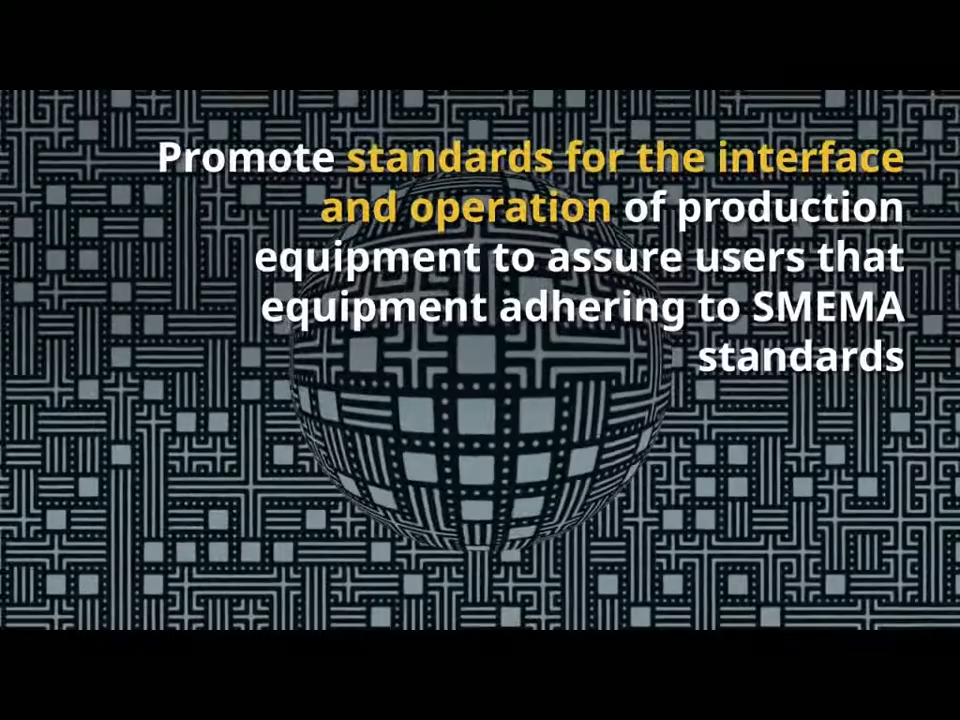 Promote standards for the interface
and operation of production
equipment to assure users that
equipment adhering to SMEMA
standards